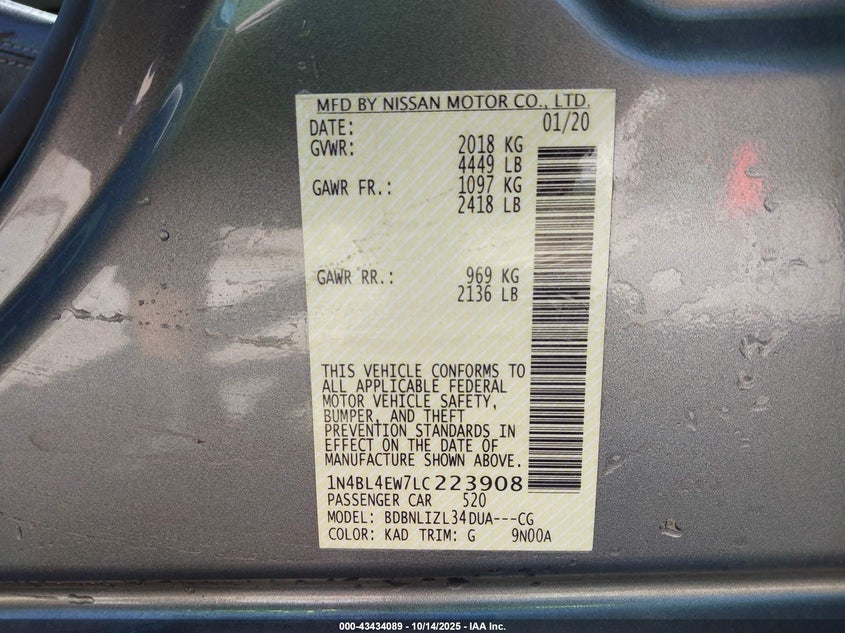 MFD BY NISSAN MOTOR CO., LTD.
DATE: 01/20
GVWR: 2018 KG
4449 LB
GAWR FR.: 1097 KG
2418 LB
GAWR RR.: 969 KG
2136 LB
THIS VEHICLE CONFORMS TO
ALL APPLICABLE FEDERAL
MOTOR VEHICLE SAFETY,
BUMPER, AND THEFT
PREVENTION STANDARDS IN
EFFECT ON THE DATE OF
MANUFACTURE SHOWN ABOVE.
1N4BL4EW7LC223908
PASSENGER CAR 520
MODEL: BDBNLIZL34DUA---CG
COLOR: KAD TRIM: G 9N00A
000-43434089 - 10/14/2025 - IAA Inc.